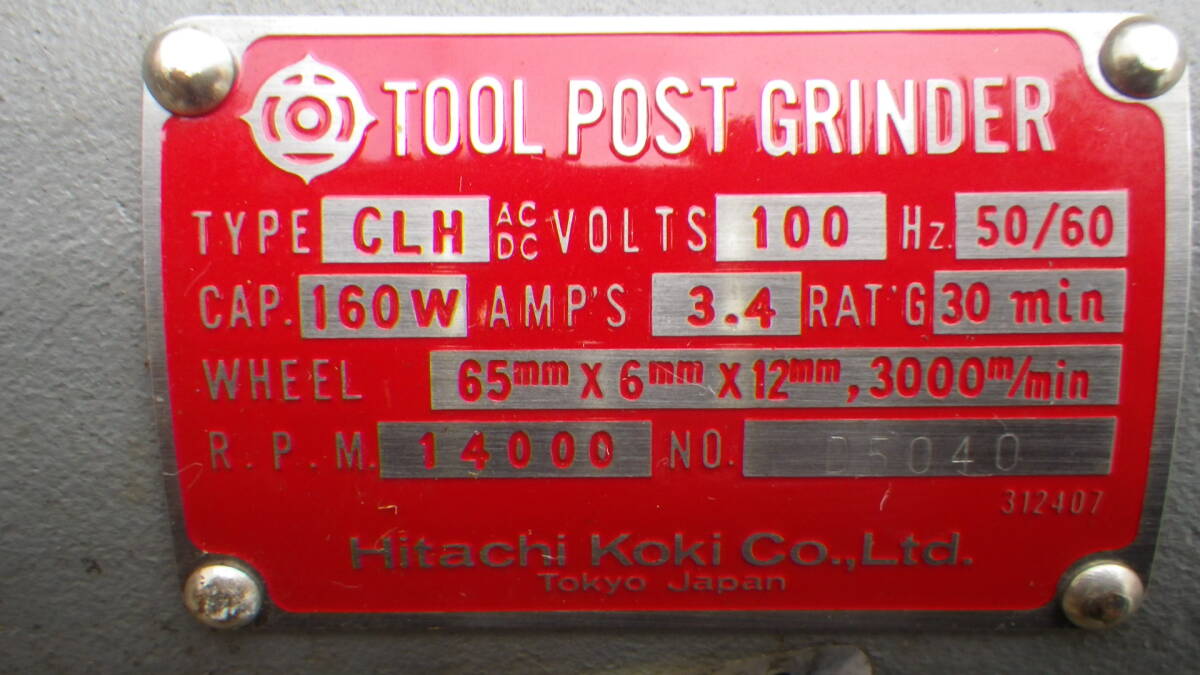 TOOL POST GRINDER
TYPE CLH AC DC VOLTS 100 Hz. 50/60
CAP. 160W AMP'S 3.4 RAT'G 30 min
WHEEL 65mm X 6mm X 12mm, 3000m/min
R.P.M. 14000 NO. D5040
312407
Hitachi Koki Co.,Ltd.
Tokyo Japan